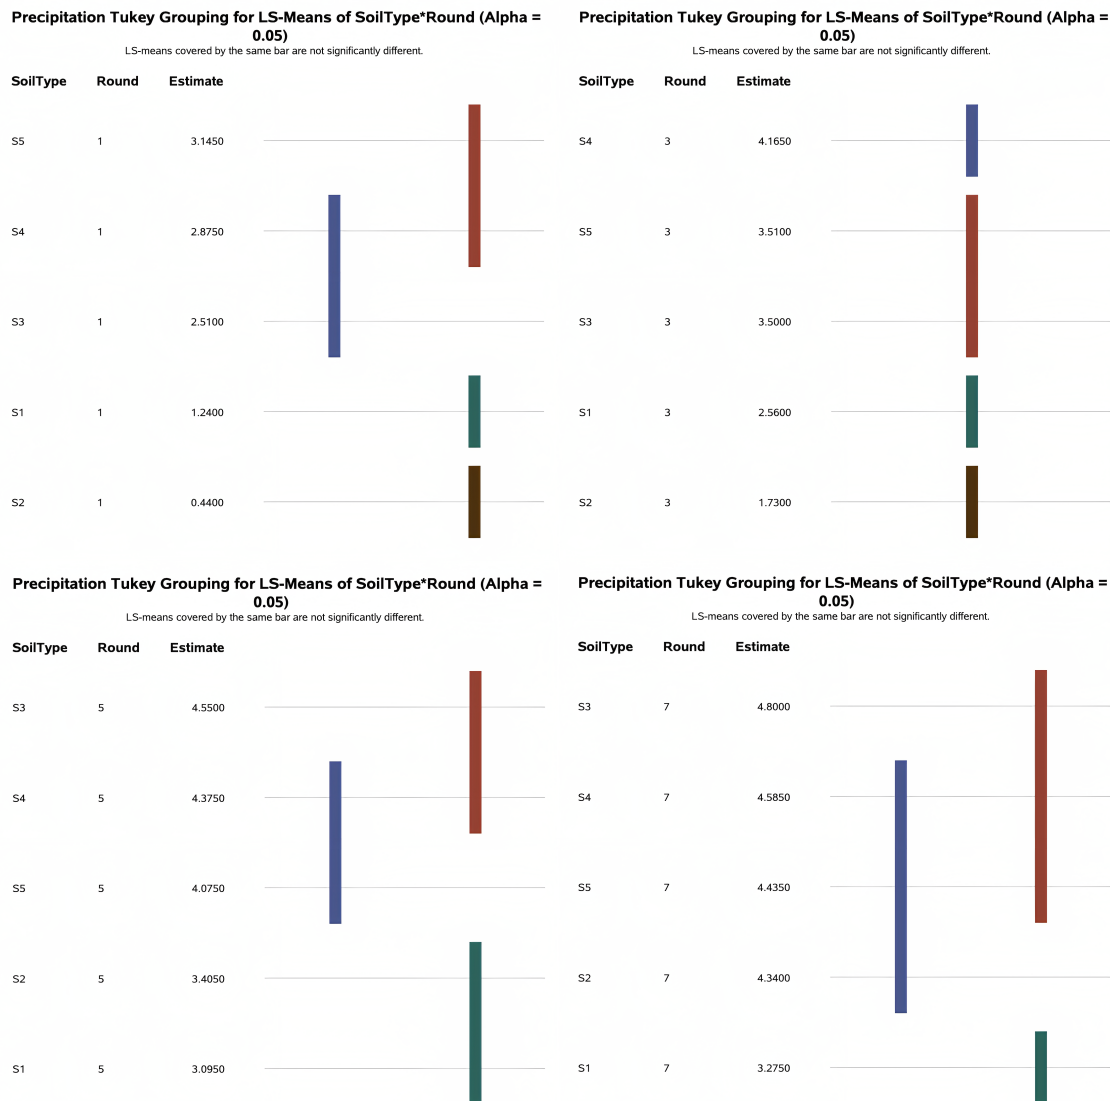 Precipitation Tukey Grouping for LS-Means of SoilType*Round (Alpha =
0.05)
LS-means covered by the same bar are not significantly different.
SoilType Round Estimate
S5 1 3.1450
S4 1 2.8750
S3 1 2.5100
S1 1 1.2400
S2 1 0.4400
Precipitation Tukey Grouping for LS-Means of SoilType*Round (Alpha =
0.05)
LS-means covered by the same bar are not significantly different.
SoilType Round Estimate
S4 3 4.1650
S5 3 3.5100
S3 3 3.5000
S1 3 2.5600
S2 3 1.7300
Precipitation Tukey Grouping for LS-Means of SoilType*Round (Alpha =
0.05)
LS-means covered by the same bar are not significantly different.
SoilType Round Estimate
S3 5 4.5500
S4 5 4.3750
S5 5 4.0750
S2 5 3.4050
S1 5 3.0950
Precipitation Tukey Grouping for LS-Means of SoilType*Round (Alpha =
0.05)
LS-means covered by the same bar are not significantly different.
SoilType Round Estimate
S3 7 4.8000
S4 7 4.5850
S5 7 4.4350
S2 7 4.3400
S1 7 3.2750